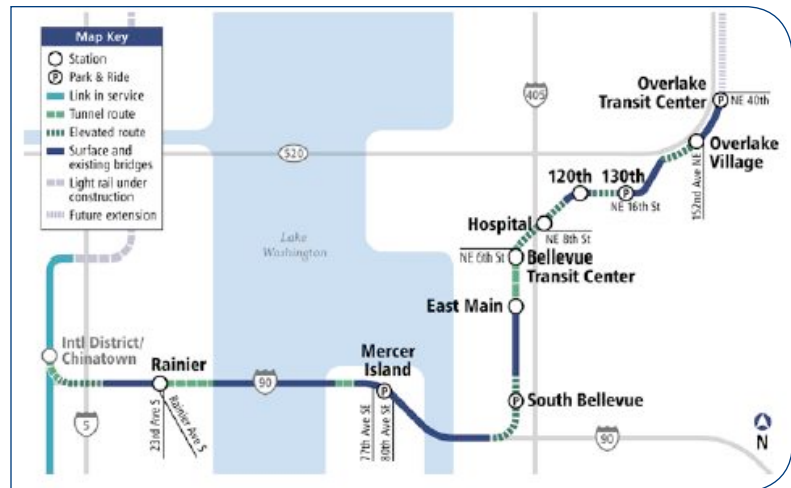 Map Key
Station
P Park & Ride
Link in service
Tunnel route
Elevated route
Surface and
existing bridges
Light rail under
construction
Future extension
405
Overlake
Transit Center
P
NE 40th
520
Overlake
Village
152nd Ave NE
120th
130th
P
NE 16th St
Hospital
NE 8th St
Lake
Washington
NE 6th St
Bellevue
Transit Center
East Main
Intl District/
Chinatown
Rainier
23rd Ave S
Rainier Ave S
90
Mercer
Island
P
77th Ave SE
80th Ave SE
P
South Bellevue
5
90
N